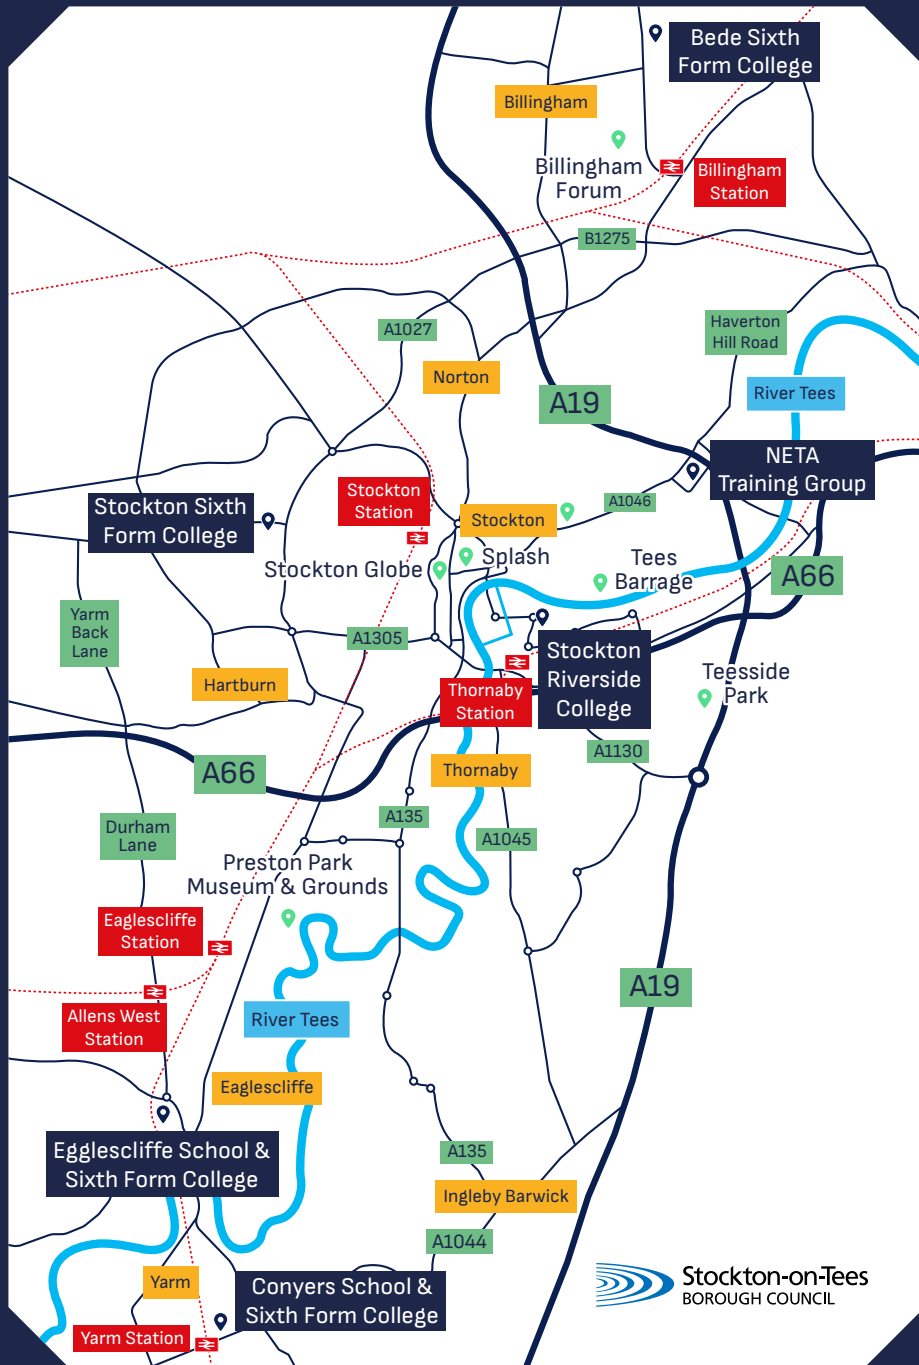 Bede Sixth
Form College
Billingham
Billingham
Forum
Billingham
Station
B1275
A1027
Haverton
Hill Road
Norton
River Tees
A19
NETA
Training Group
Stockton
Station
Stockton Sixth
Form College
Stockton
A1046
Stockton Globe
Splash
Tees
Barrage
A66
Yarm
Back
Lane
A1305
Stockton
Riverside
College
Hartburn
Thornaby
Station
Teesside
Park
A66
Thornaby
A1130
Durham
Lane
A135
A1045
Preston Park
Museum & Grounds
Eaglescliffe
Station
A19
Allens West
Station
River Tees
Eaglescliffe
Egglescliffe School &
Sixth Form College
A135
Ingleby Barwick
A1044
Yarm
Conyers School &
Sixth Form College
Yarm Station
Stockton-on-Tees
BOROUGH COUNCIL